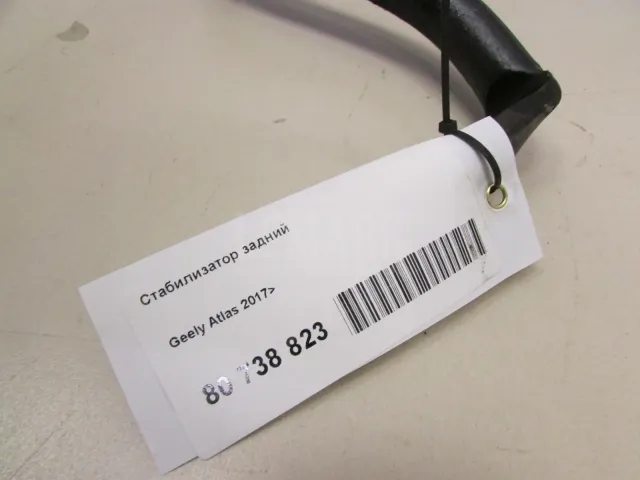 Стабилизатор задний
Geely Atlas 2017>
80 738 823